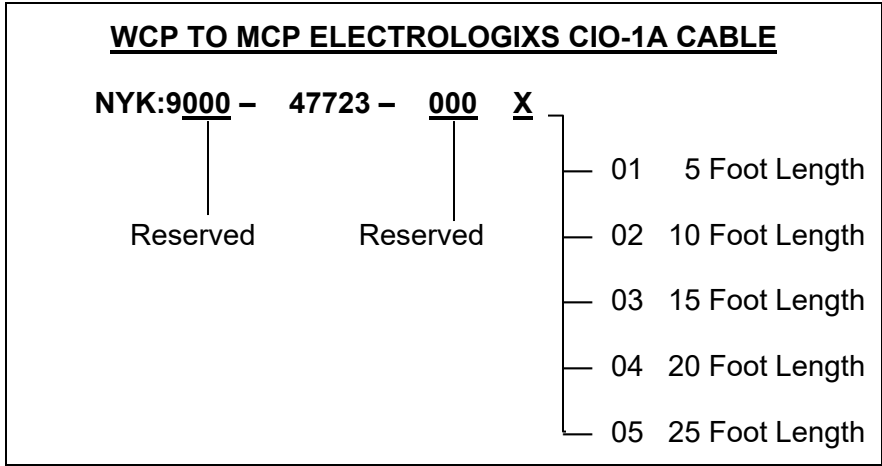 WCP TO MCP ELECTROLOGIXS CIO-1A CABLE
NYK:9000 – 47723 – 000 X
01 5 Foot Length
Reserved Reserved 02 10 Foot Length
03 15 Foot Length
04 20 Foot Length
05 25 Foot Length